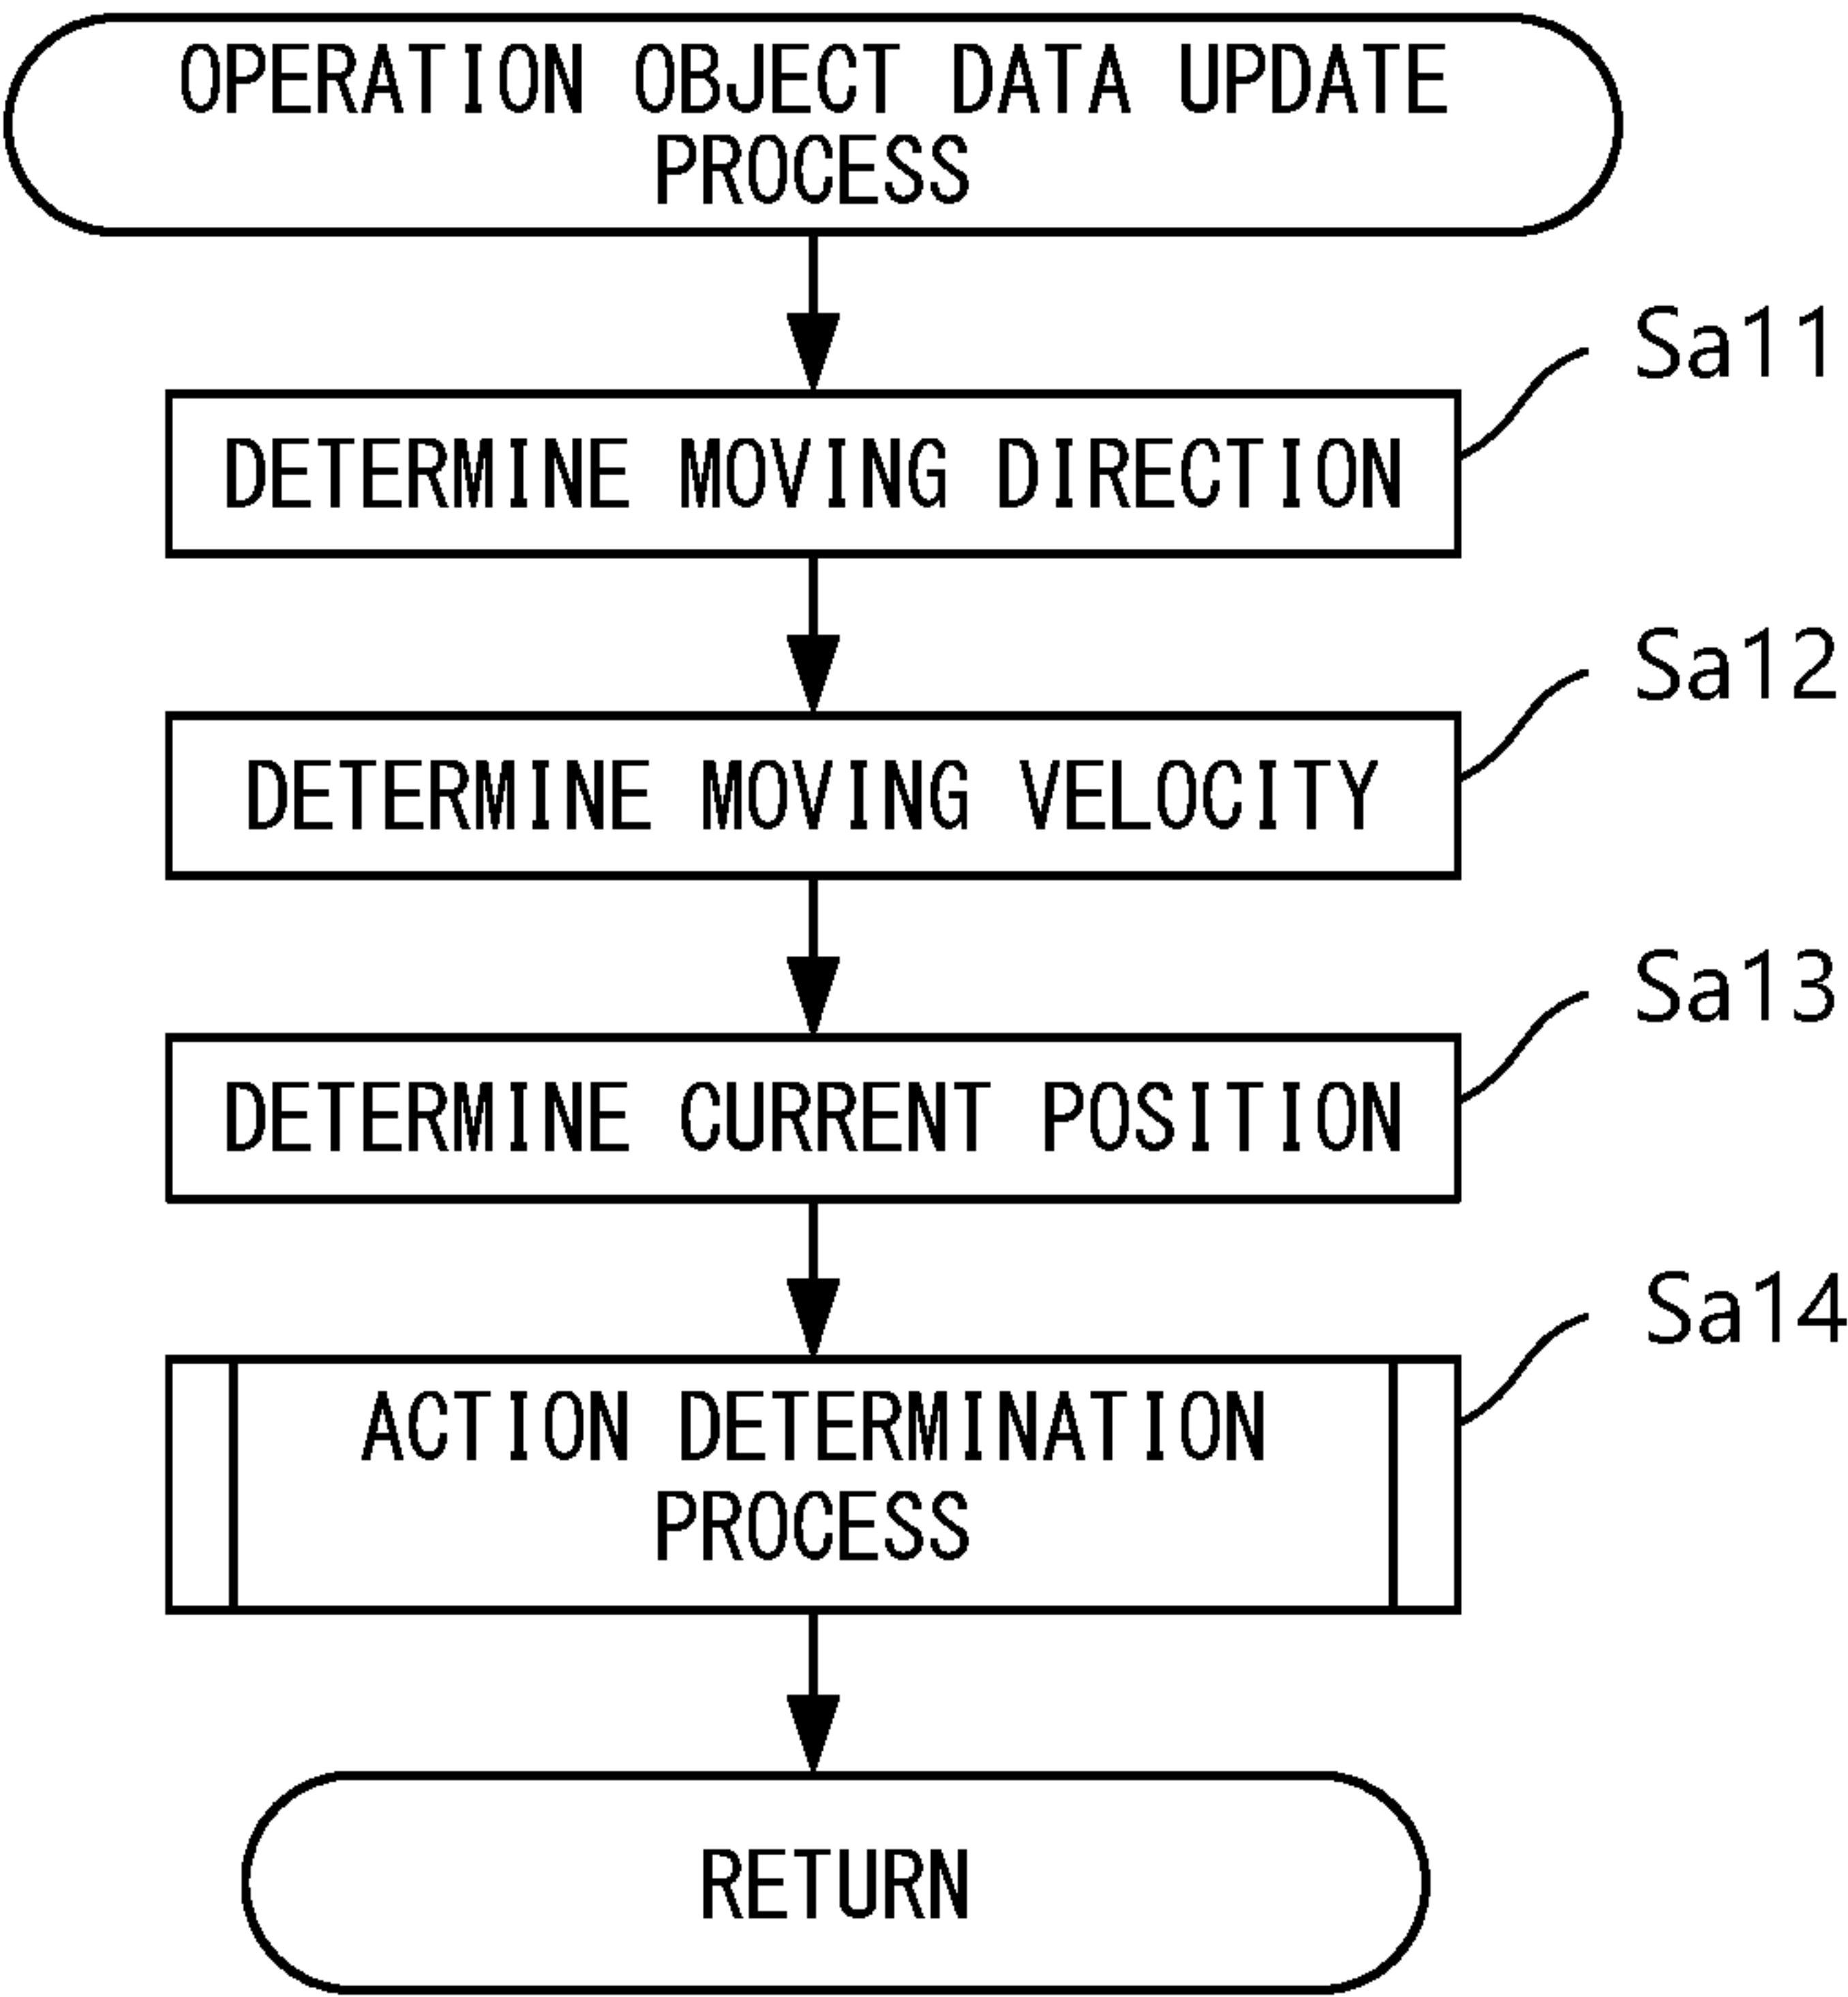 OPERATION OBJECT DATA UPDATE
PROCESS
Sa11
DETERMINE MOVING DIRECTION
Sa12
DETERMINE MOVING VELOCITY
Sa13
DETERMINE CURRENT POSITION
Sa14
ACTION DETERMINATION
PROCESS
RETURN